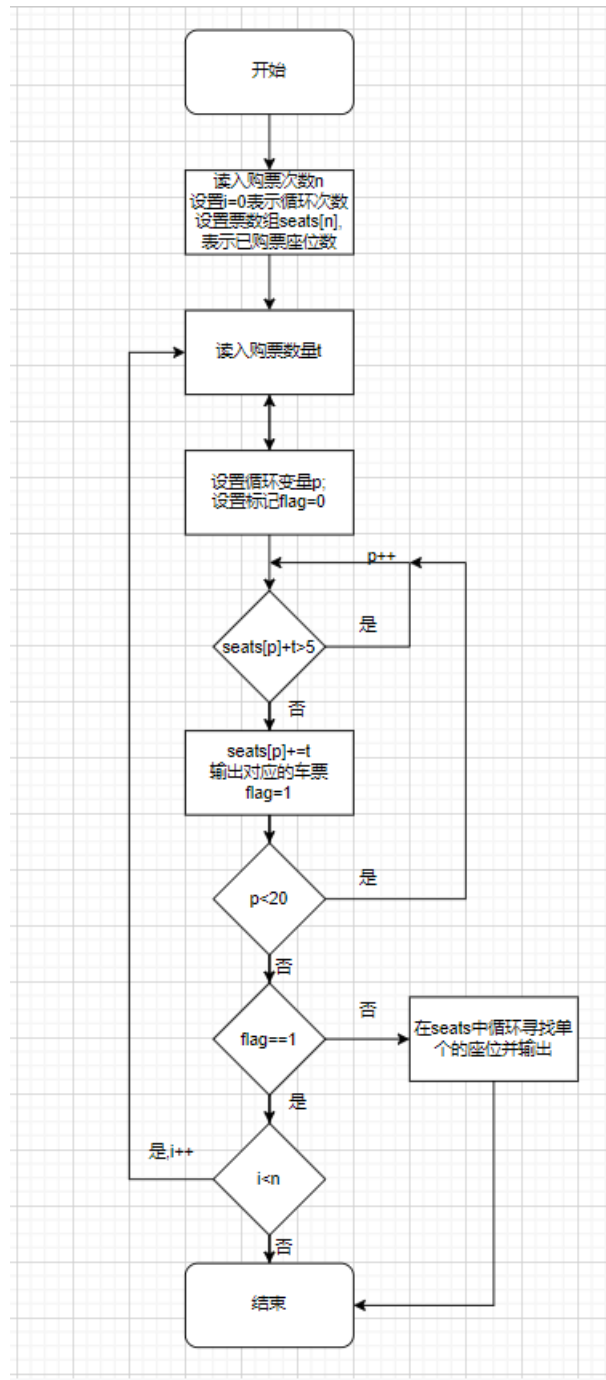 开始
读入购票次数n
设置i=0表示循环次数
设置票数组seats[n],
表示已购票座位数
读入购票数量t
设置循环变量p;
设置标记flag=0
p++
seats[p]+t>5
是
否
seats[p]+=t
输出对应的车票
flag=1
p<20
是
否
flag==1
否
在seats中循环寻找单
个的座位并输出
是
是,i++
i<n
否
结束